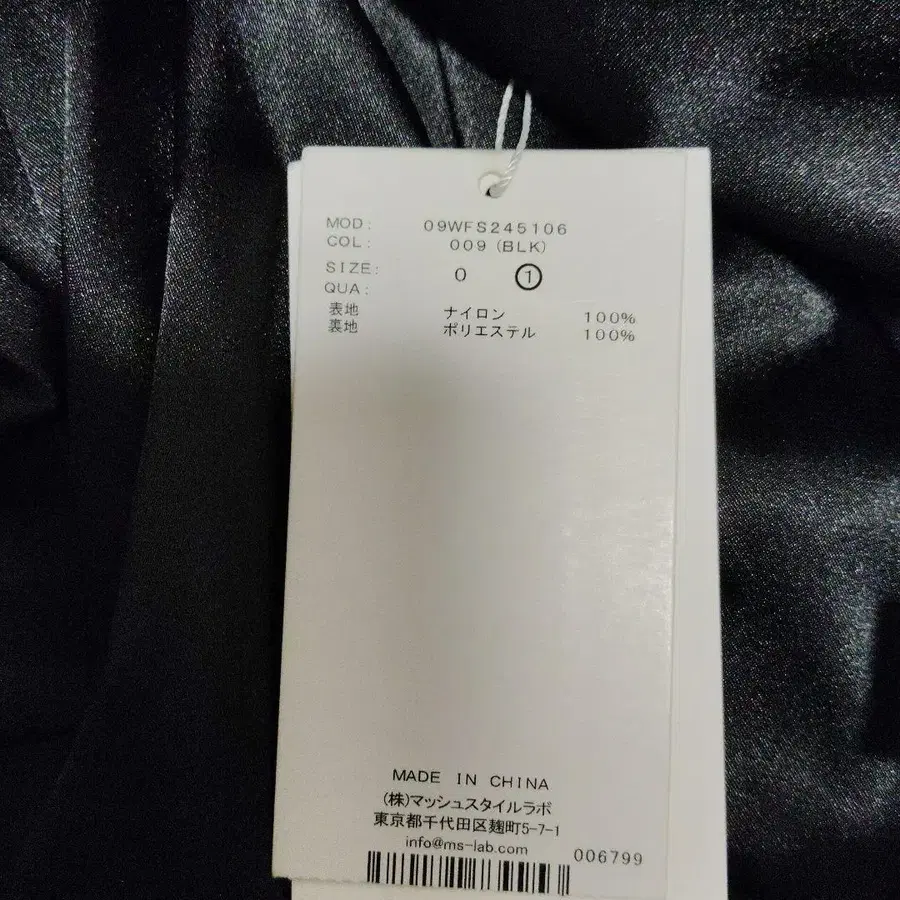 MOD: 09WFS245106
COL: 009 (BLK)
SIZE: 0 ①
QUA:
表地 ナイロン 100%
裏地 ポリエステル 100%
MADE IN CHINA
(株)マッシュスタイルラボ
東京都千代田区麹町5-7-1
info@ms-lab.com
006799